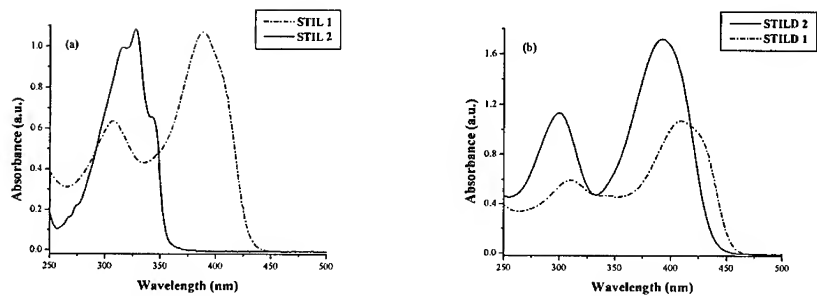 (a)
STIL 1
STIL 2
Absorbance (a.u.)
1.0
0.8
0.6
0.4
0.2
0.0
250
300
350
400
450
500
Wavelength (nm)
(b)
STILD 2
STILD 1
Absorbance (a.u.)
1.6
1.2
0.8
0.4
0.0
250
300
350
400
450
500
Wavelength (nm)